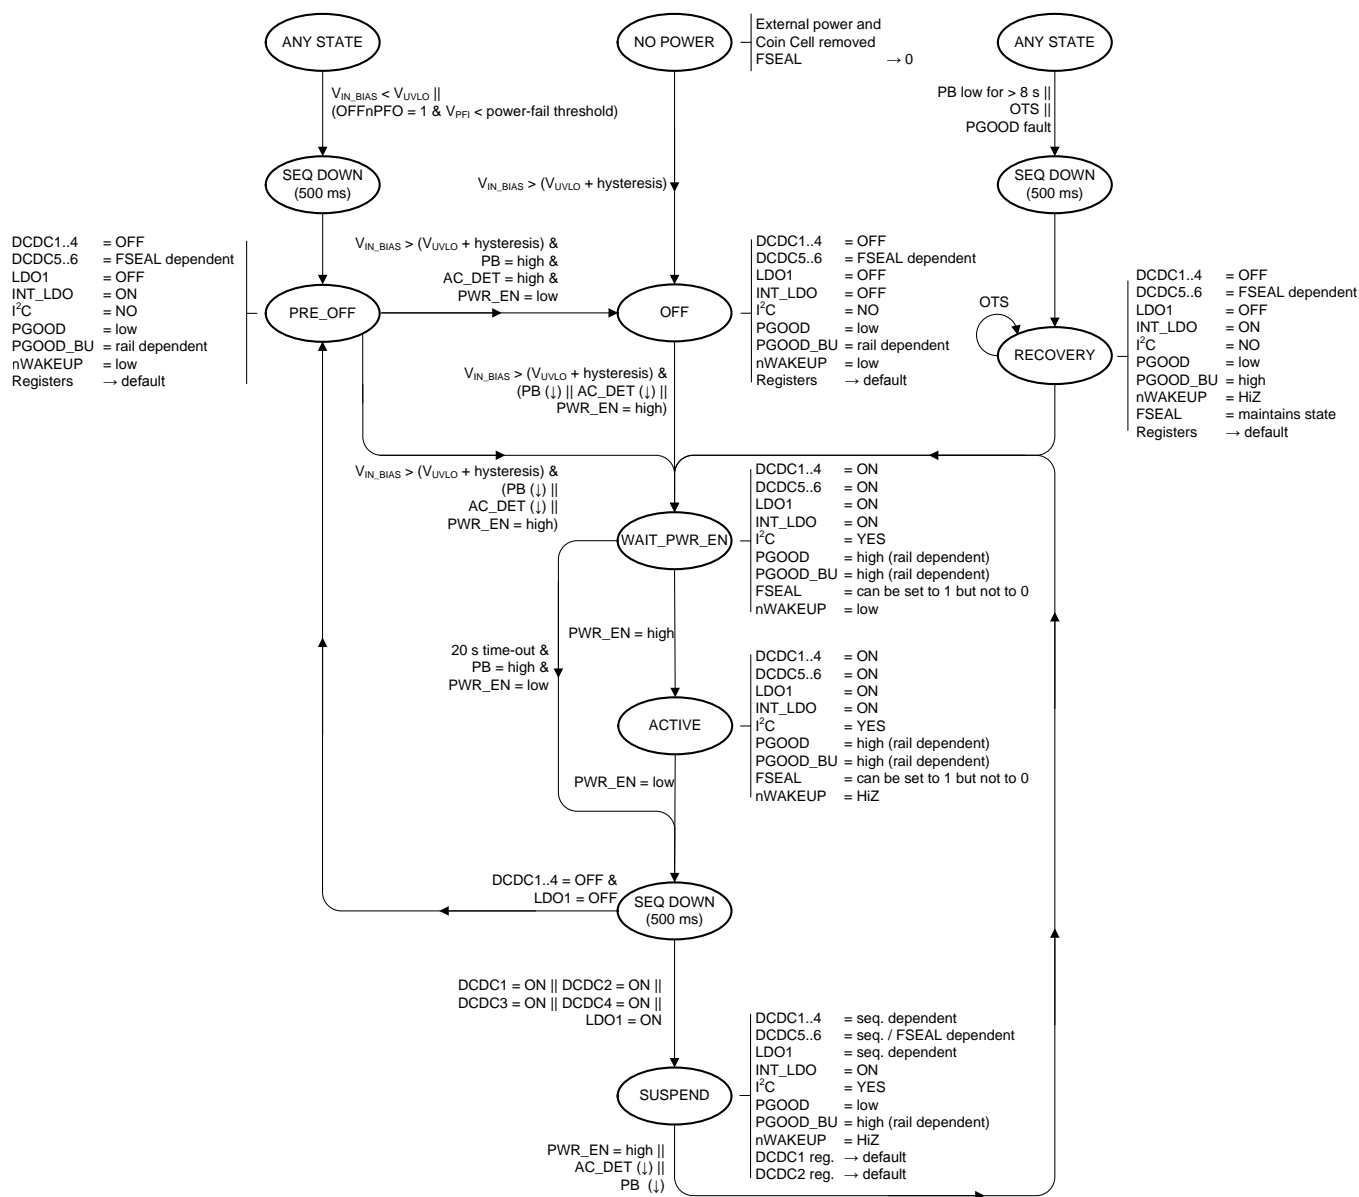 ANY STATE
NO POWER
External power and
Coin Cell removed
FSEAL → 0
ANY STATE
V_IN_BIAS < V_UVLO ||
(OFFnPFO = 1 & V_PFI < power-fail threshold)
PB low for > 8 s ||
OTS ||
PGOOD fault
SEQ DOWN
(500 ms)
V_IN_BIAS > (V_UVLO + hysteresis)
SEQ DOWN
(500 ms)
DCDC1..4 = OFF
DCDC5..6 = FSEAL dependent
LDO1 = OFF
INT_LDO = ON
I²C = NO
PGOOD = low
PGOOD_BU = rail dependent
nWAKEUP = low
Registers → default
PRE_OFF
V_IN_BIAS > (V_UVLO + hysteresis) &
PB = high &
AC_DET = high &
PWR_EN = low
OFF
DCDC1..4 = OFF
DCDC5..6 = FSEAL dependent
LDO1 = OFF
INT_LDO = OFF
I²C = NO
PGOOD = low
PGOOD_BU = rail dependent
nWAKEUP = low
Registers → default
OTS
RECOVERY
DCDC1..4 = OFF
DCDC5..6 = FSEAL dependent
LDO1 = OFF
INT_LDO = ON
I²C = NO
PGOOD = low
PGOOD_BU = high
nWAKEUP = HiZ
FSEAL = maintains state
Registers → default
V_IN_BIAS > (V_UVLO + hysteresis) &
(PB (↓) || AC_DET (↓) ||
PWR_EN = high)
V_IN_BIAS > (V_UVLO + hysteresis) &
(PB (↓) ||
AC_DET (↓) ||
PWR_EN = high)
WAIT_PWR_EN
DCDC1..4 = ON
DCDC5..6 = ON
LDO1 = ON
INT_LDO = ON
I²C = YES
PGOOD = high (rail dependent)
PGOOD_BU = high (rail dependent)
FSEAL = can be set to 1 but not to 0
nWAKEUP = low
PWR_EN = high
20 s time-out &
PB = high &
PWR_EN = low
ACTIVE
DCDC1..4 = ON
DCDC5..6 = ON
LDO1 = ON
INT_LDO = ON
I²C = YES
PGOOD = high (rail dependent)
PGOOD_BU = high (rail dependent)
FSEAL = can be set to 1 but not to 0
nWAKEUP = HiZ
PWR_EN = low
DCDC1..4 = OFF &
LDO1 = OFF
SEQ DOWN
(500 ms)
DCDC1 = ON || DCDC2 = ON ||
DCDC3 = ON || DCDC4 = ON ||
LDO1 = ON
SUSPEND
DCDC1..4 = seq. dependent
DCDC5..6 = seq. / FSEAL dependent
LDO1 = seq. dependent
INT_LDO = ON
I²C = YES
PGOOD = low
PGOOD_BU = high (rail dependent)
nWAKEUP = HiZ
DCDC1 reg. → default
DCDC2 reg. → default
PWR_EN = high ||
AC_DET (↓) ||
PB (↓)